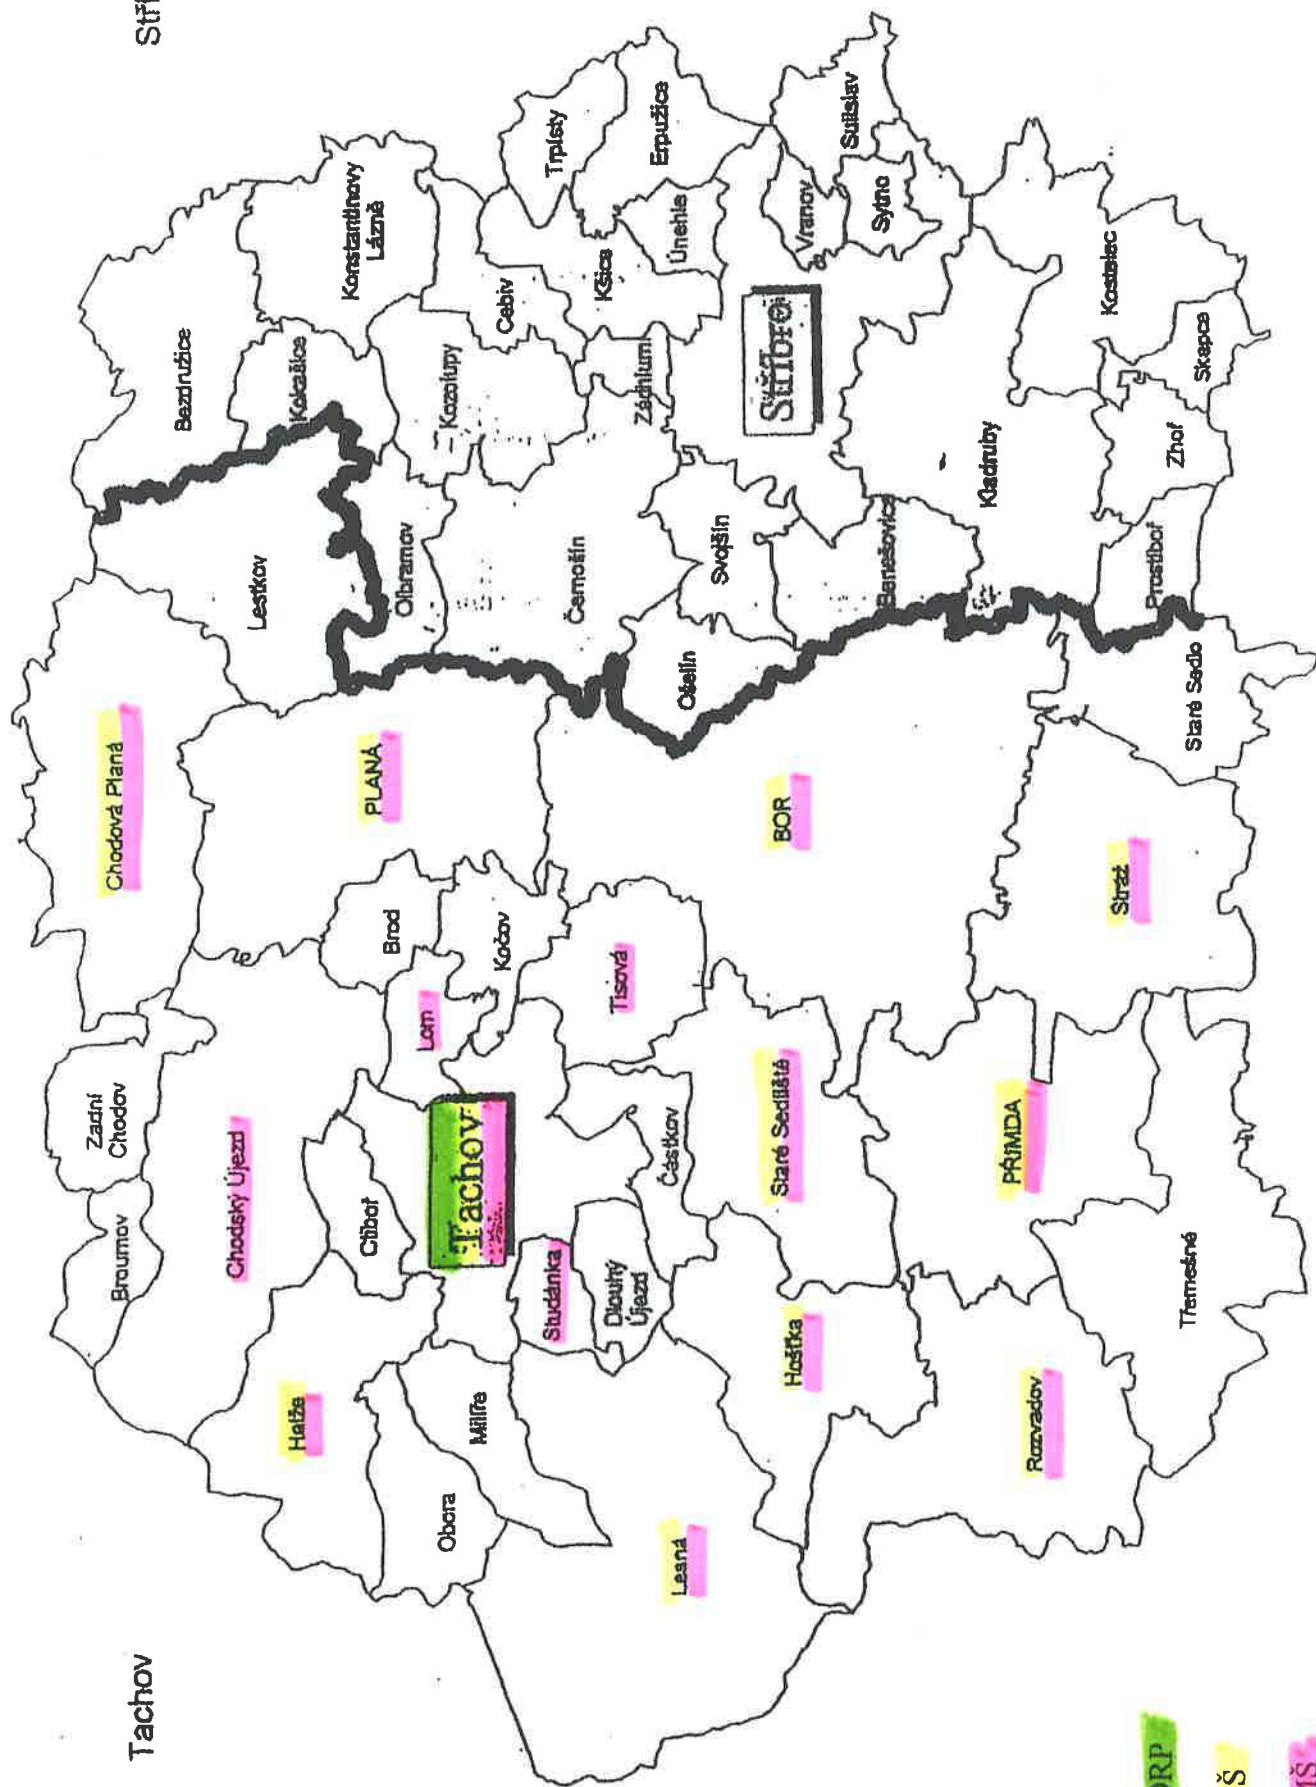 Tachov
Stří
Chodová Planá
Zadní
Chodov
Broumov
Chodský Újezd
Ctiboř
Halže
Obora
Milíře
Lesná
Tachov
Studánka
Dlouhý
Újezd
Částkov
Lom
Brod
Kočov
PLANÁ
Tisová
Staré Sedliště
Hošťka
Rozvadov
PŘIMDA
Třemešné
Stráž
BOR
Staré Sedlo
Lestkov
Bezdružice
Kokašice
Konstantinovy
Lázně
Olbramov
Kozolupy
Cebiv
Trpísty
Erpužice
Kšice
Únehle
Záchlumí
Černošín
Ošelín
Svojšín
Stříbro
Vranov
Sulislav
Sytno
Benešovice
Kladruby
Kostelec
Skapce
Zhoř
Prostiboř
ORP